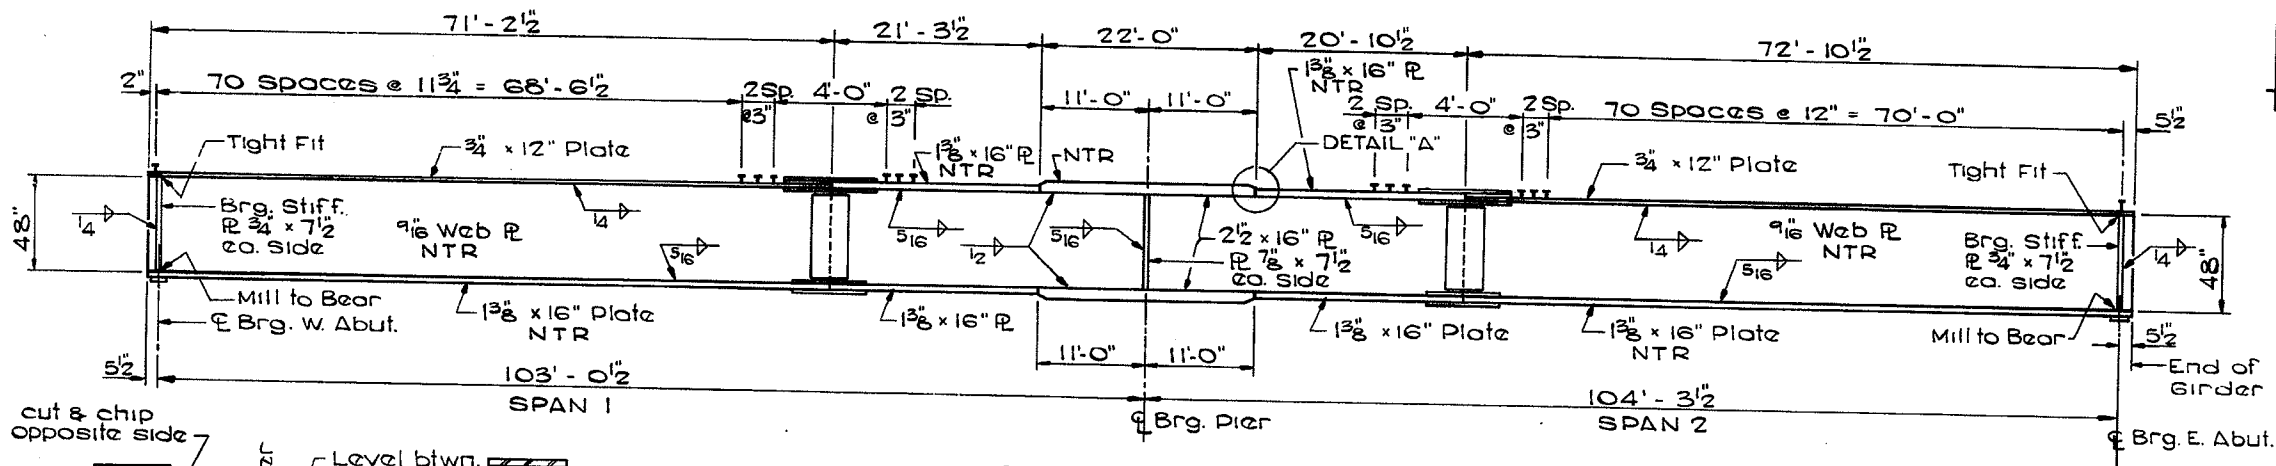 71'-2½" 21'-3½" 22'-0" 20'-10½" 72'-10½"
2" 70 Spaces @ 11¾" = 68'-6½" 2 Sp. @ 3" 4'-0" 2 Sp. @ 3" 11'-0" 11'-0" 2 Sp. @ 3" 4'-0" 2 Sp. @ 3" 70 Spaces @ 12" = 70'-0" 5½"
1⅜" x 16" ℄ PL
NTR
Tight Fit
¾" x 12" Plate
1⅜" x 16" PL
NTR
NTR
DETAIL "A"
¾" x 12" Plate
Tight Fit
48"
1/4
Brg. Stiff.
PL ¾" x 7½"
ea. side
9/16" Web PL
NTR
1/4
5/16
5/16
1/2
5/16
2½" x 16" PL
PL ⅞" x 7½"
ea. side
5/16
1/4
9/16" Web PL
NTR
5/16
Brg. Stiff.
PL ¾" x 7½"
ea. side
1/4
48"
Mill to Bear
℄ Brg. W. Abut.
1⅜" x 16" Plate
NTR
1⅜" x 16" PL
1⅜" x 16" Plate
1⅜" x 16" Plate
NTR
Mill to Bear
5½"
11'-0" 11'-0"
5½"
End of
Girder
103'-0½"
SPAN 1
℄ Brg. Pier
104'-3½"
SPAN 2
℄ Brg. E. Abut.
cut & chip
opposite side
Level btwn.